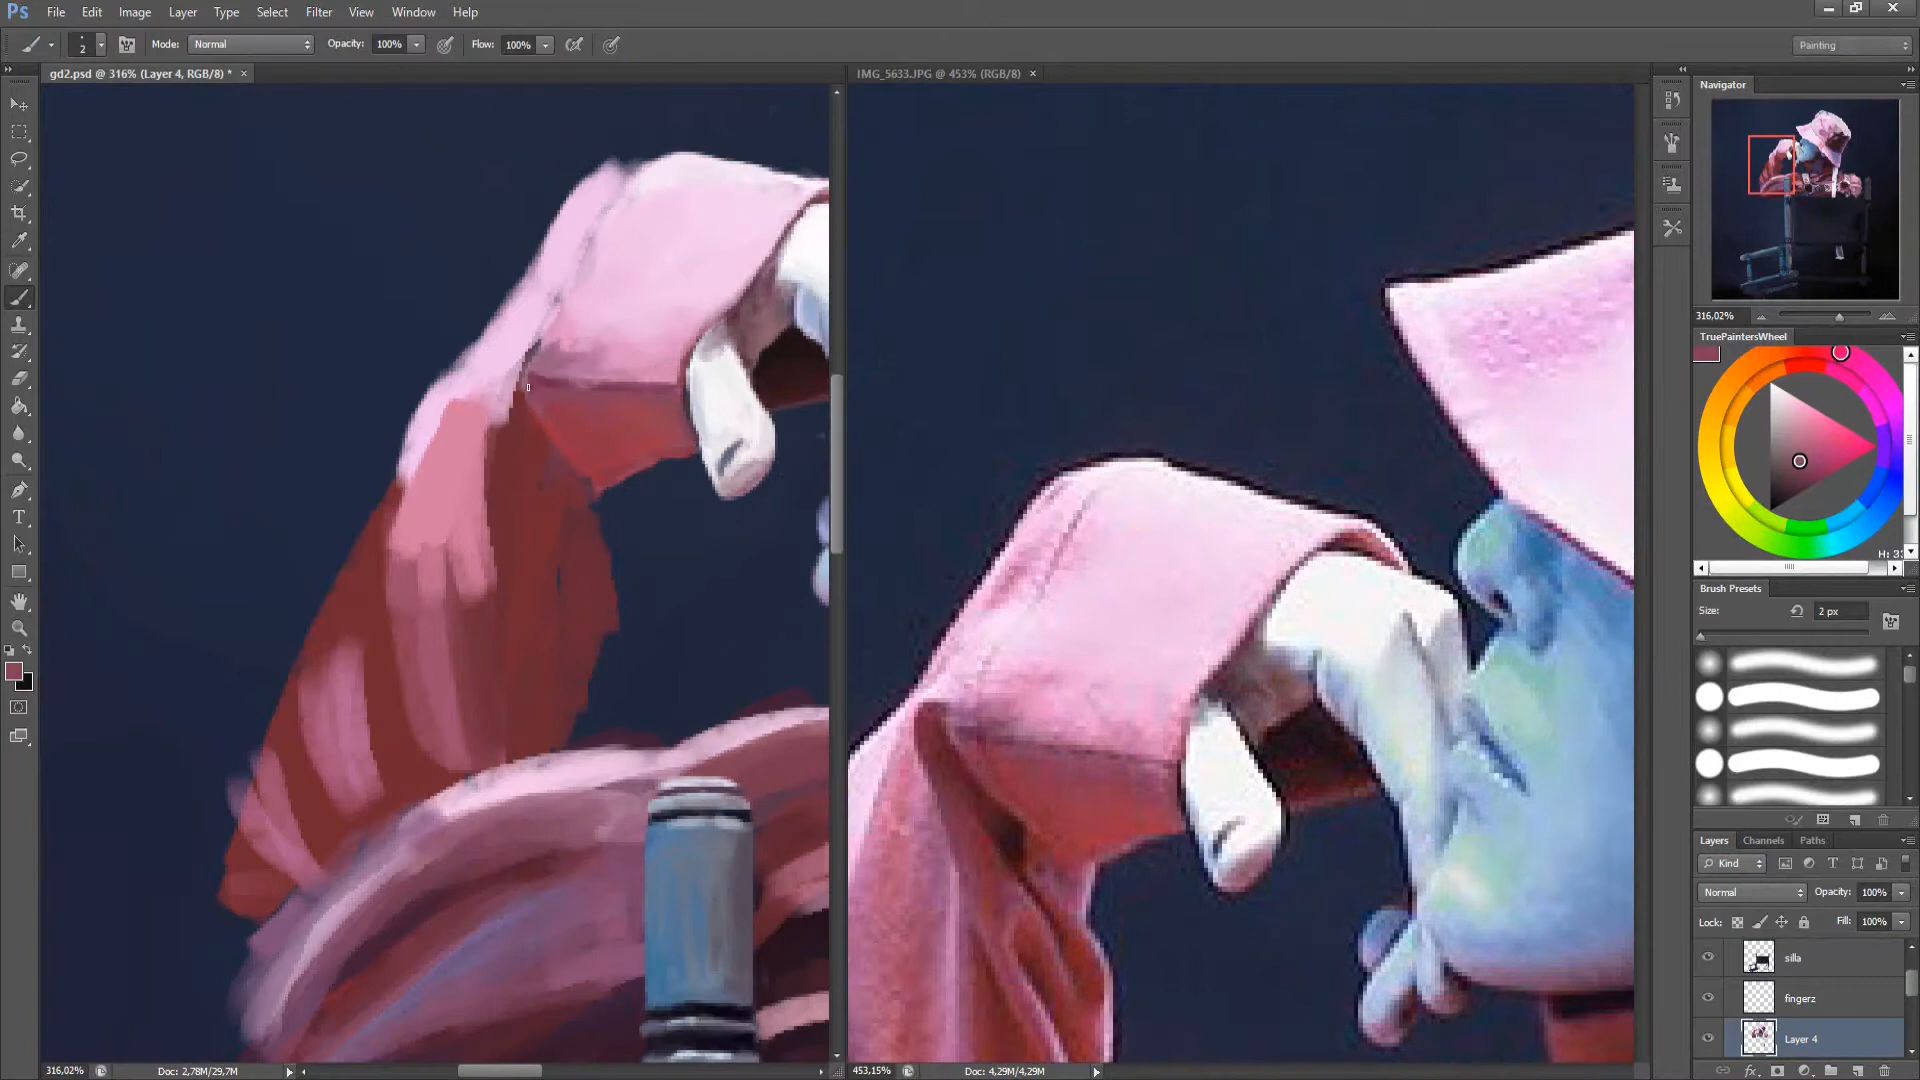 Ps File Edit Image Layer Type Select Filter View Window Help
2 Mode: Normal Opacity: 100% Flow: 100% Painting
gd2.psd @ 316% (Layer 4, RGB/8) * × IMG_5633.JPG @ 453% (RGB/8) ×
Navigator
316,02%
TruePaintersWheel
H: 33
Brush Presets
Size: 2 px
Layers Channels Paths
Kind
Normal Opacity: 100%
Lock: Fill: 100%
silla
fingerz
Layer 4
316,02% Doc: 2,78M/29,7M 453,15% Doc: 4,29M/4,29M